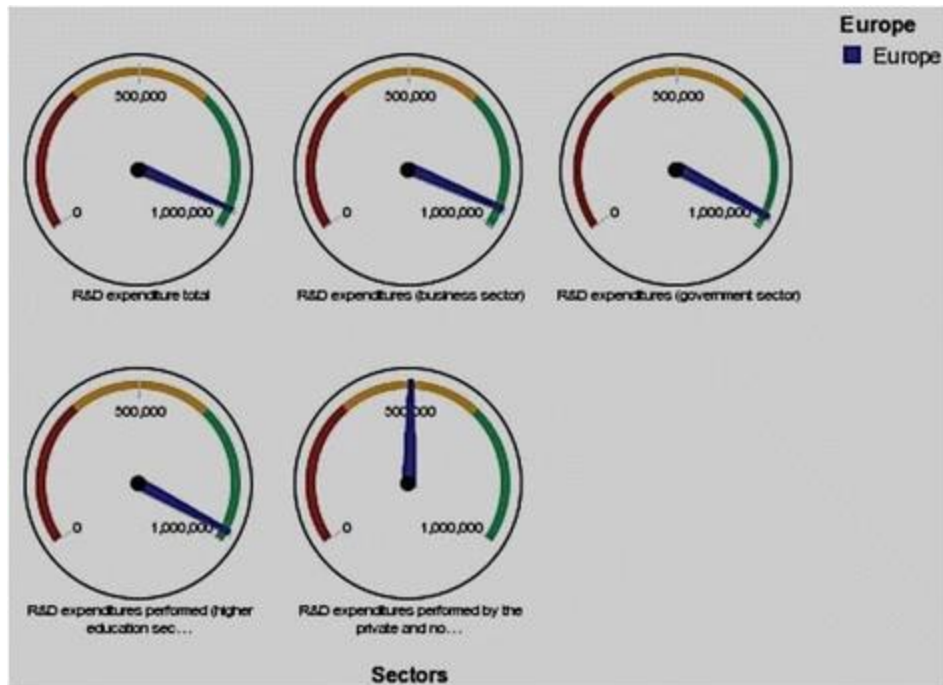 Europe
Europe
500,000
0
1,000,000
R&D expenditure total
500,000
0
1,000,000
R&D expenditures (business sector)
500,000
0
1,000,000
R&D expenditures (government sector)
500,000
0
1,000,000
R&D expenditures performed (higher
education sec...
500,000
0
1,000,000
R&D expenditures performed by the
private and no...
Sectors